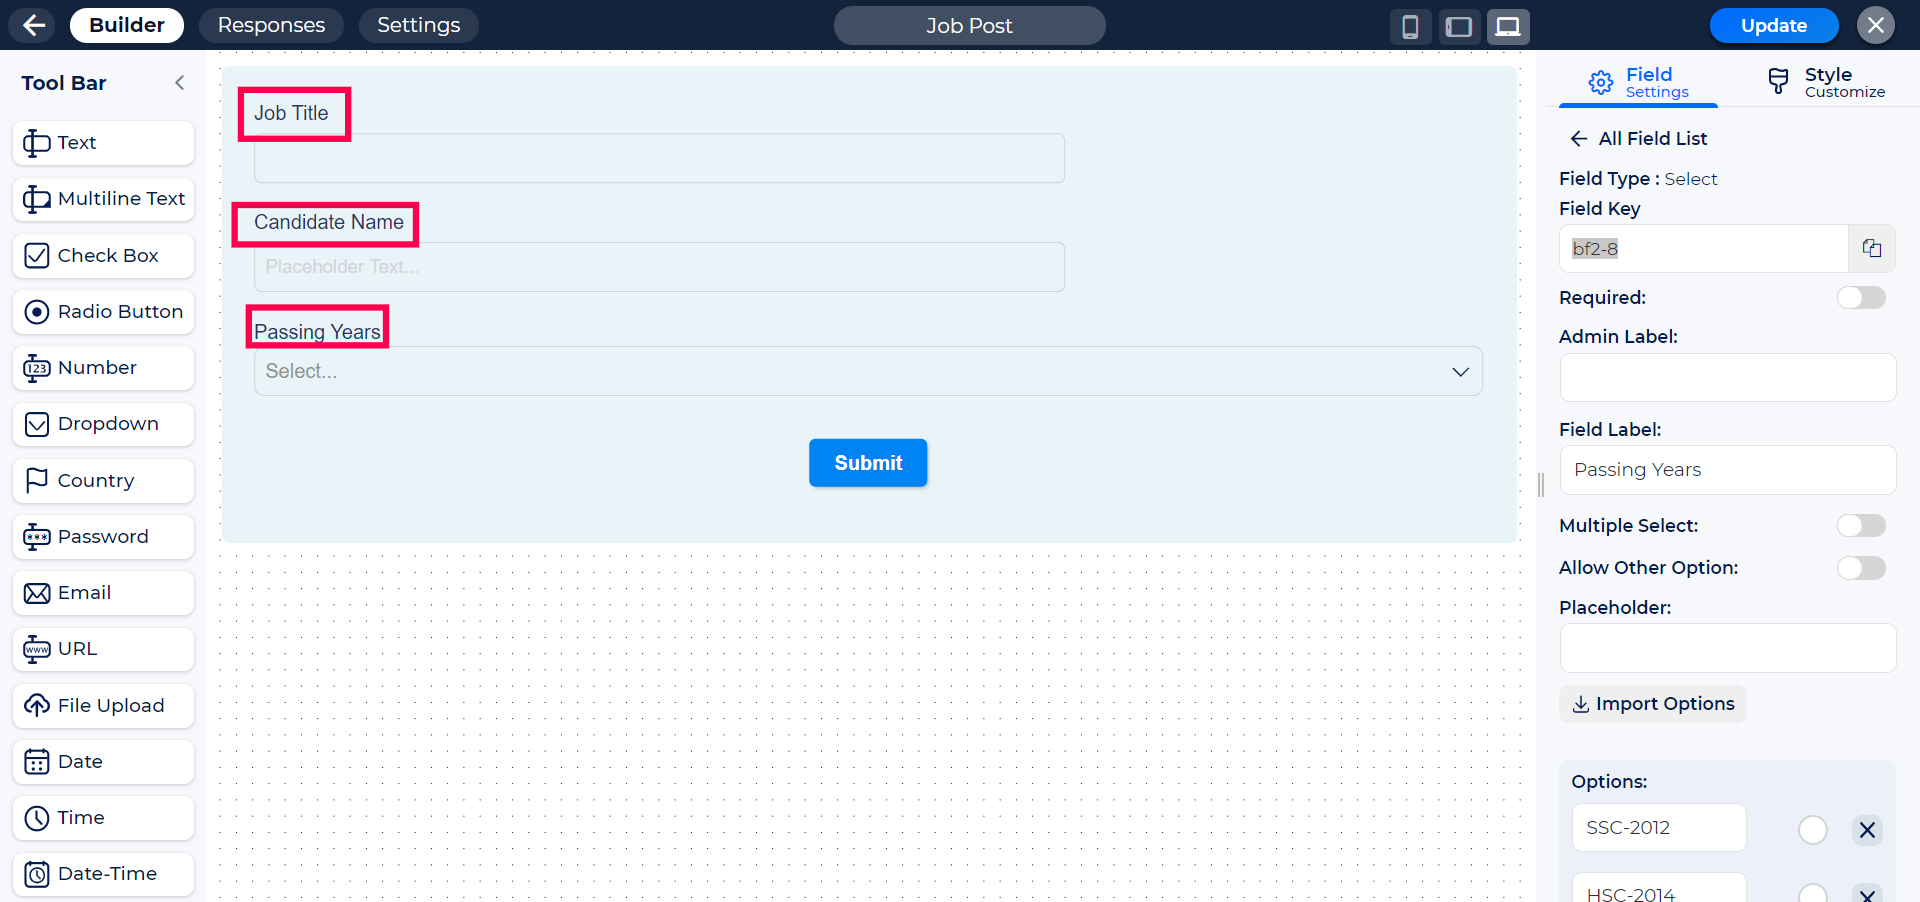 Builder
Responses
Settings
Job Post
Update
Tool Bar
Text
Multiline Text
Check Box
Radio Button
123
Number
Dropdown
Country
***
Password
Email
www
URL
File Upload
Date
Time
Date-Time
Job Title
Candidate Name
Placeholder Text...
Passing Years
Select...
Submit
Field
Settings
Style
Customize
All Field List
Field Type : Select
Field Key
bf2-8
Required:
Admin Label:
Field Label:
Passing Years
Multiple Select:
Allow Other Option:
Placeholder:
Import Options
Options:
SSC-2012
HSC-2014